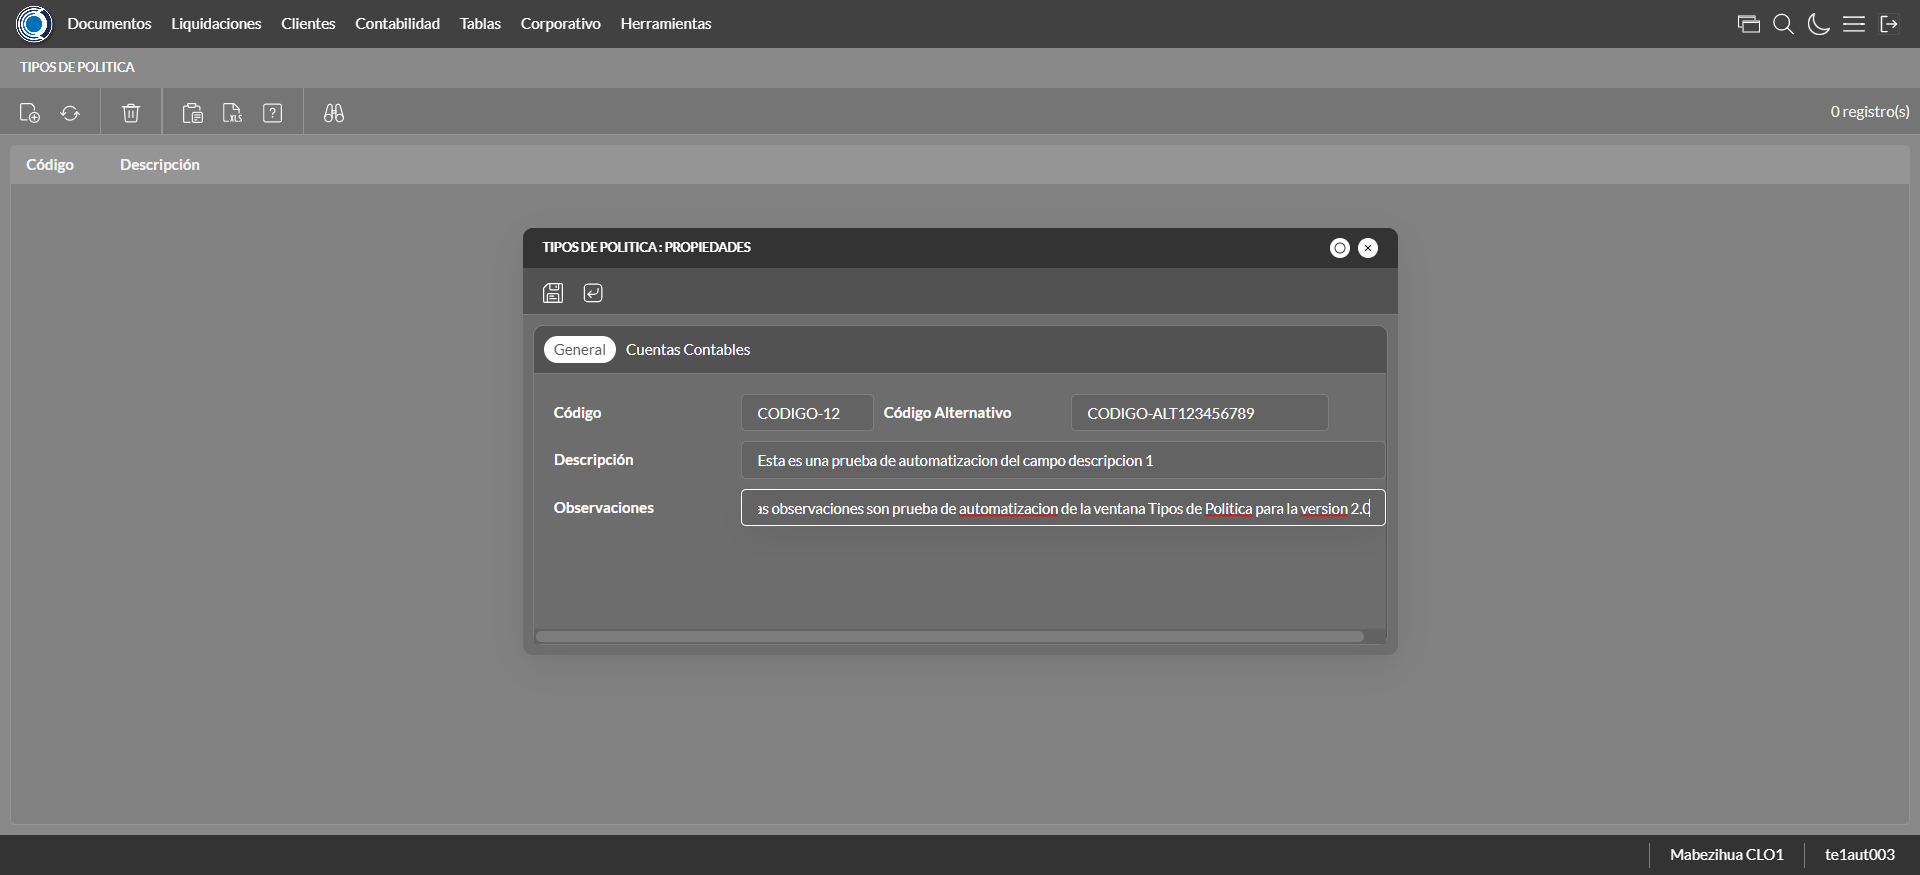 Documentos Liquidaciones Clientes Contabilidad Tablas Corporativo Herramientas
TIPOS DE POLITICA
XLS ? 0 registro(s)
Código Descripción
TIPOS DE POLITICA : PROPIEDADES
General Cuentas Contables
Código CODIGO-12 Código Alternativo CODIGO-ALT123456789
Descripción Esta es una prueba de automatizacion del campo descripcion 1
Observaciones as observaciones son prueba de automatizacion de la ventana Tipos de Politica para la version 2.0
Mabezihua CLO1 te1aut003